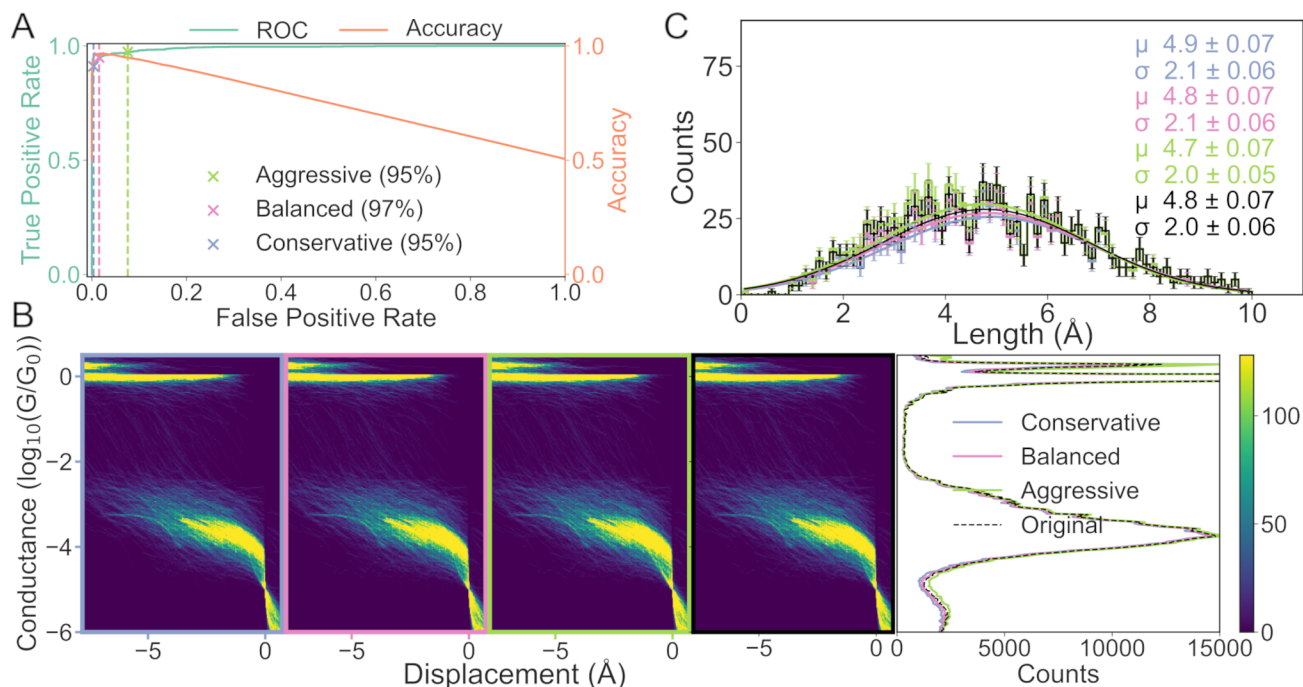 A
ROC
Accuracy
True Positive Rate
1.0
0.5
0.0
Aggressive (95%)
Balanced (97%)
Conservative (95%)
1.0
0.5
0.0
Accuracy
0.0
0.2
0.4
0.6
0.8
1.0
False Positive Rate
C
Counts
75
50
25
0
μ 4.9 ± 0.07
σ 2.1 ± 0.06
μ 4.8 ± 0.07
σ 2.1 ± 0.06
μ 4.7 ± 0.07
σ 2.0 ± 0.05
μ 4.8 ± 0.07
σ 2.0 ± 0.06
0
2
4
6
8
10
Length (Å)
B
Conductance (log₁₀(G/G₀))
0
−2
−4
−6
−5
0
−5
0
−5
0
−5
0
Displacement (Å)
Conservative
Balanced
Aggressive
Original
0
5000
10000
15000
Counts
100
50
0